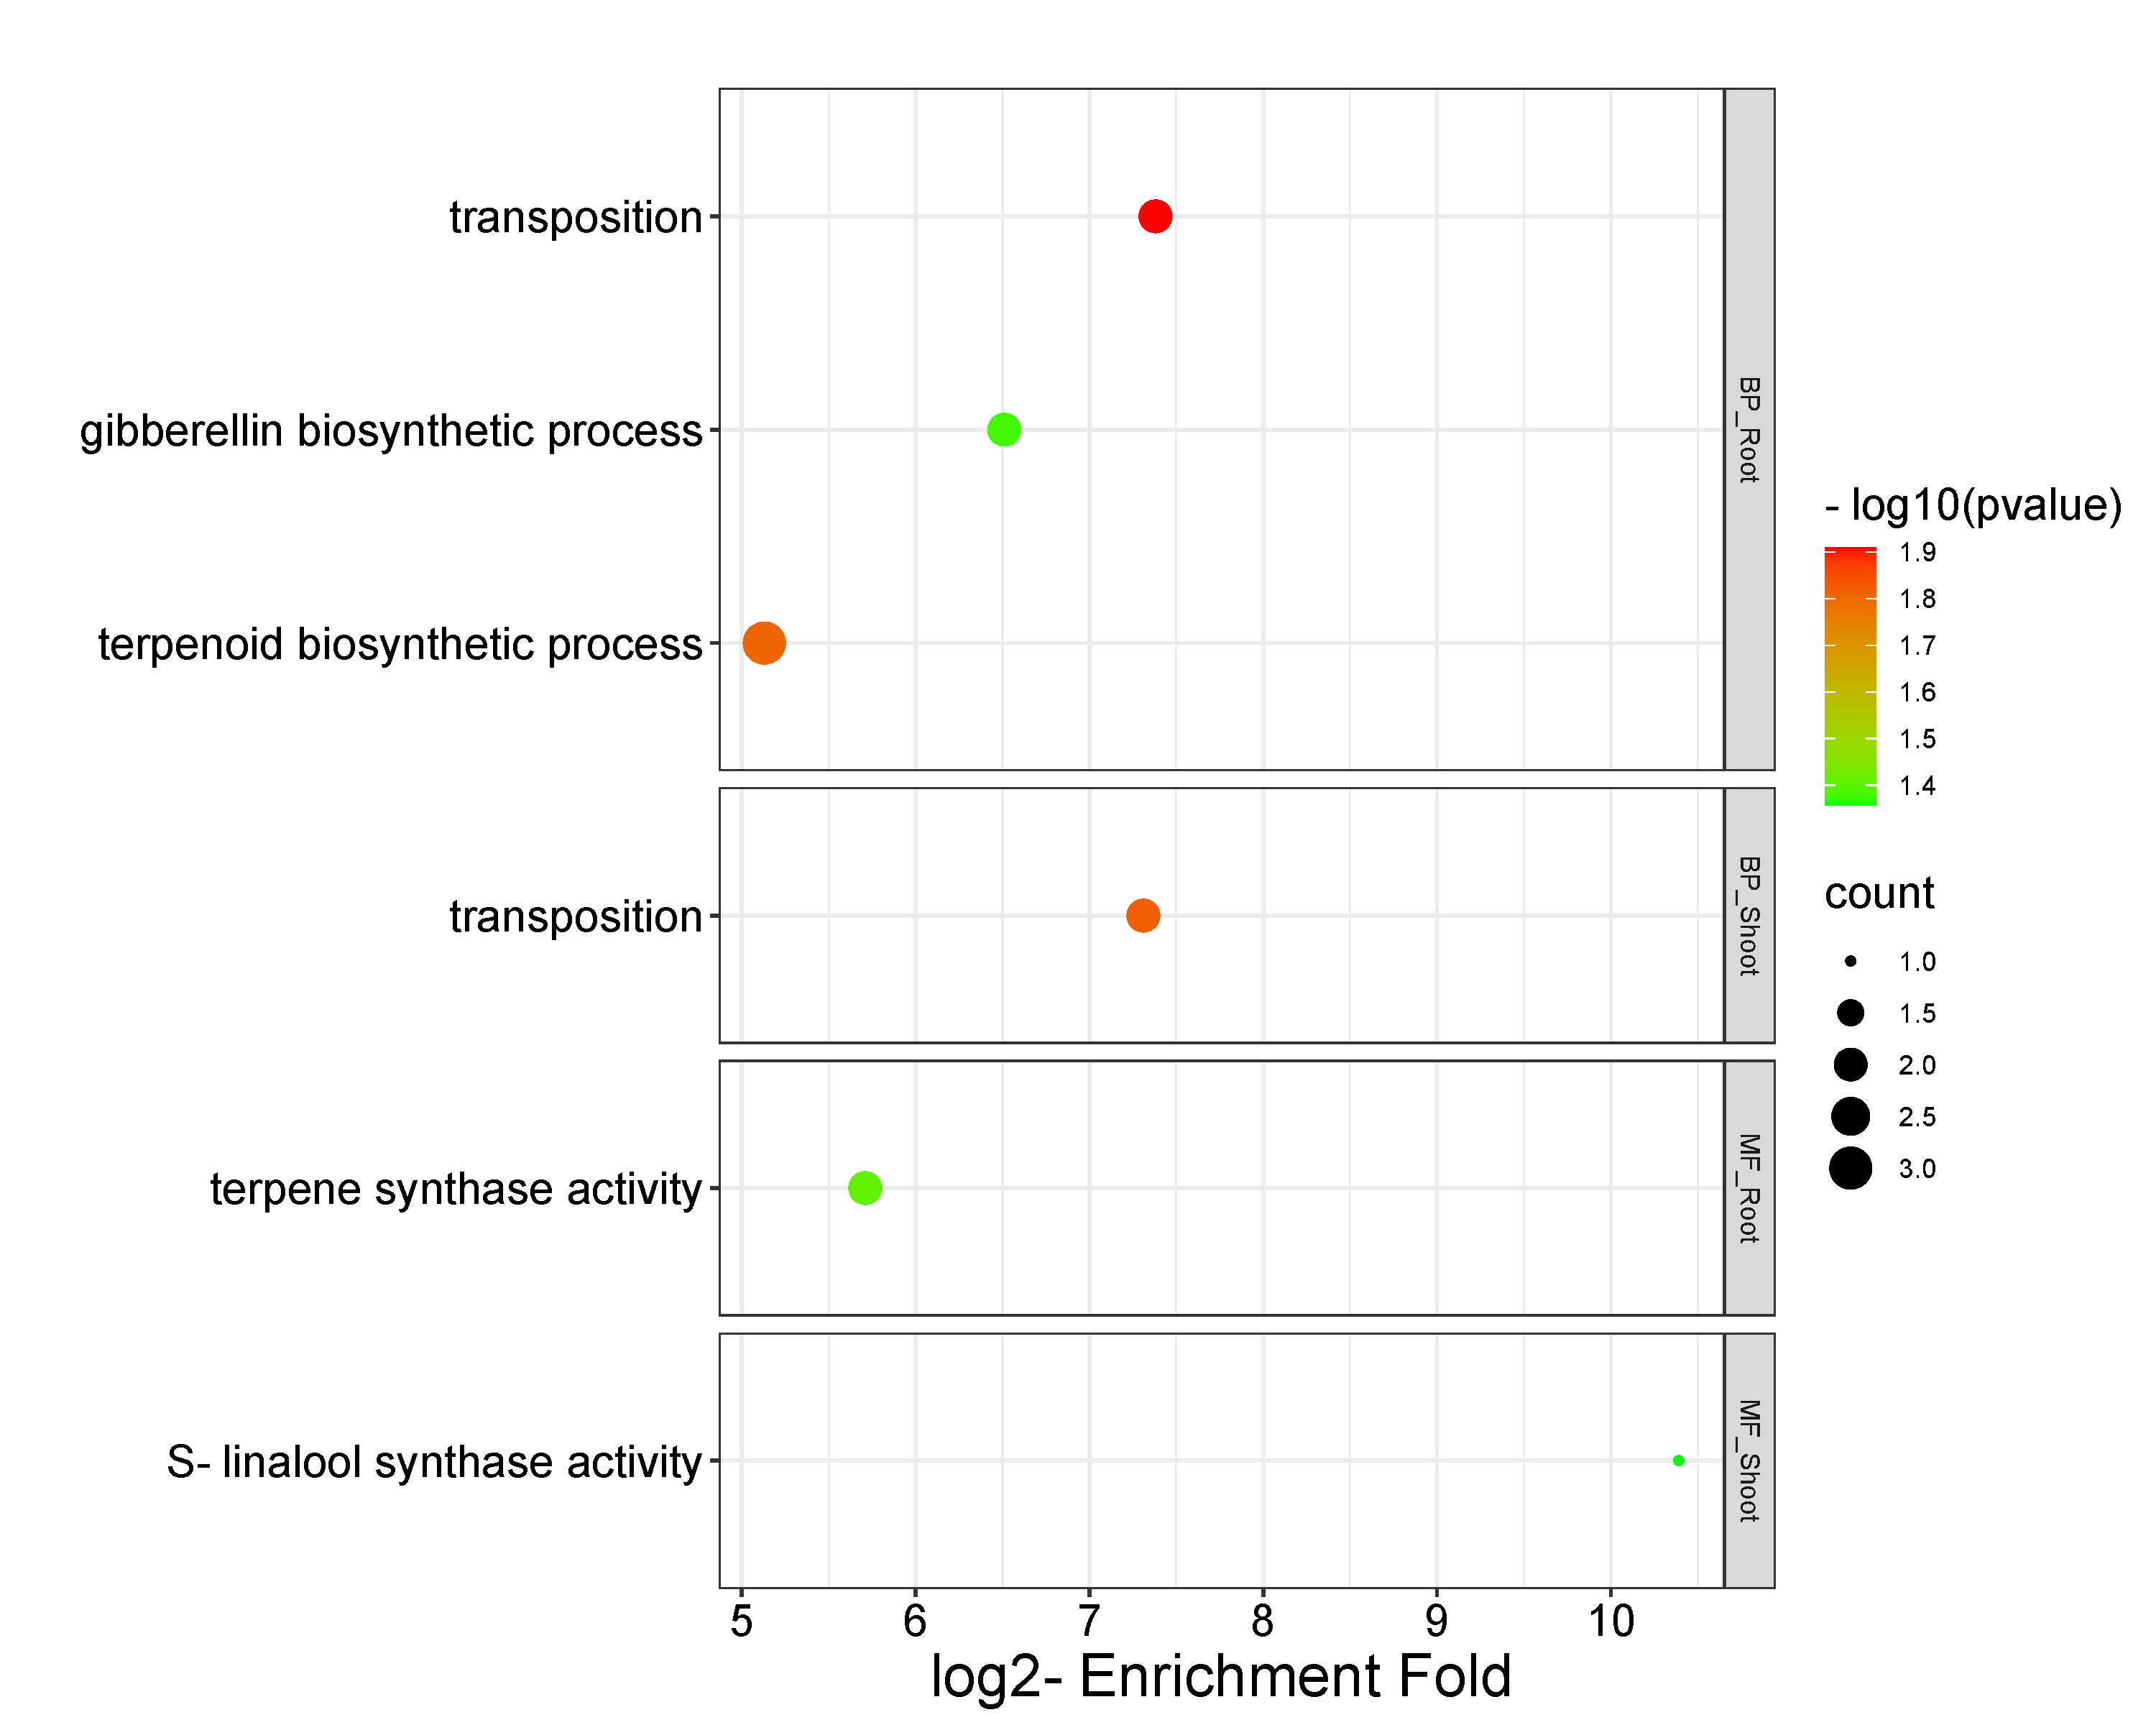 transposition
gibberellin biosynthetic process
terpenoid biosynthetic process
BP_Root
transposition
BP_Shoot
terpene synthase activity
MF_Root
S- linalool synthase activity
MF_Shoot
5 6 7 8 9 10
log2- Enrichment Fold
- log10(pvalue)
1.9
1.8
1.7
1.6
1.5
1.4
count
1.0
1.5
2.0
2.5
3.0